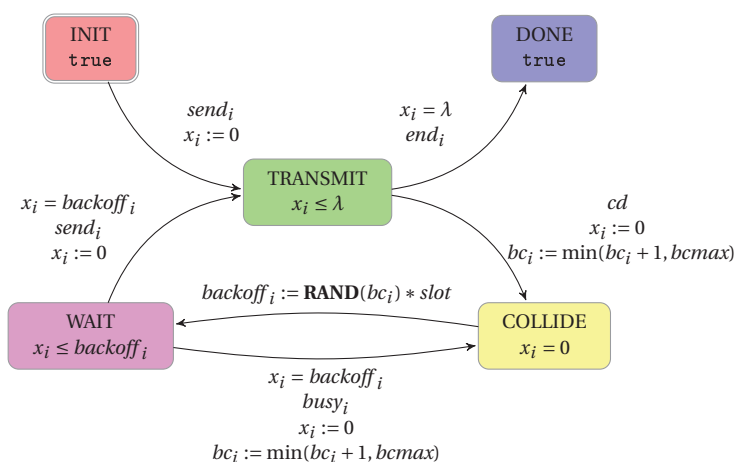 INIT
true
DONE
true
send_i
x_i := 0
x_i = λ
end_i
TRANSMIT
x_i ≤ λ
x_i = backoff_i
send_i
x_i := 0
cd
x_i := 0
bc_i := min(bc_i + 1, bcmax)
backoff_i := RAND(bc_i) * slot
WAIT
x_i ≤ backoff_i
COLLIDE
x_i = 0
x_i = backoff_i
busy_i
x_i := 0
bc_i := min(bc_i + 1, bcmax)